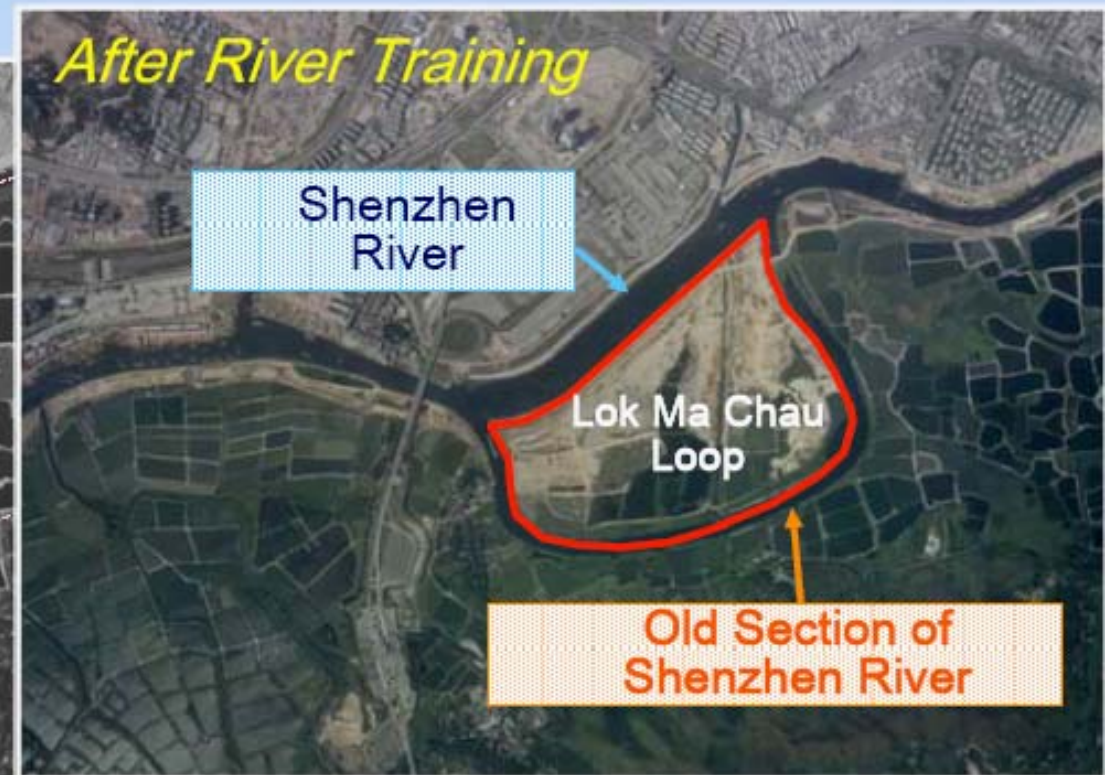 After River Training
Shenzhen
River
Lok Ma Chau
Loop
Old Section of
Shenzhen River